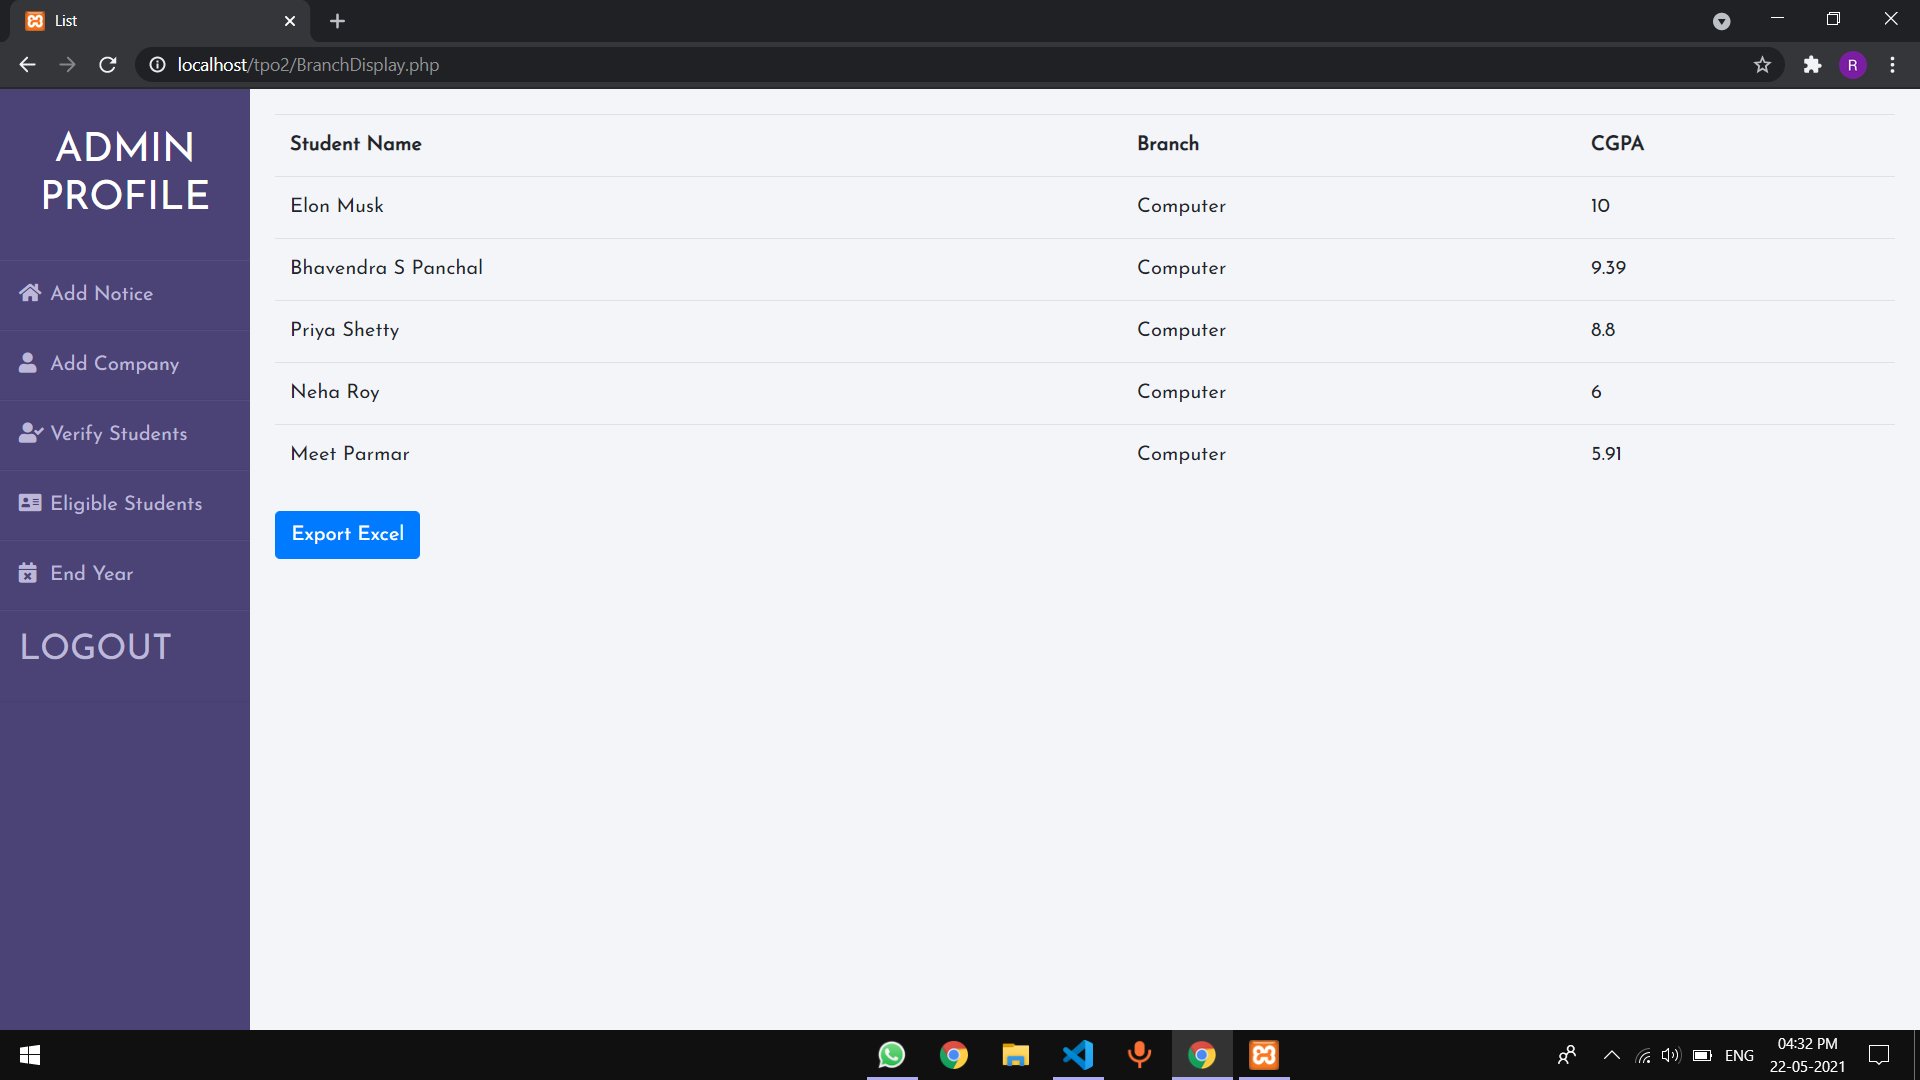 List
localhost/tpo2/BranchDisplay.php
R
ADMIN
PROFILE
Add Notice
Add Company
Verify Students
Eligible Students
End Year
LOGOUT
Student Name Branch CGPA
Elon Musk Computer 10
Bhavendra S Panchal Computer 9.39
Priya Shetty Computer 8.8
Neha Roy Computer 6
Meet Parmar Computer 5.91
Export Excel
ENG
04:32 PM
22-05-2021